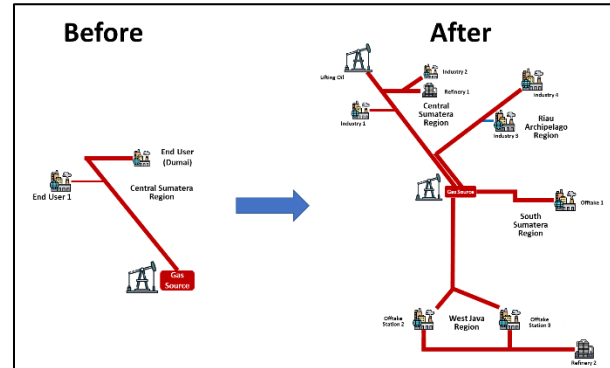 Before
End User
(Dumai)
End User 1
Central Sumatera
Region
Gas
Source
After
Lifting Oil
Industry 2
Refinery 1
Industry 1
Central
Sumatera
Region
Industry 4
Industry 3
Riau
Archipelago
Region
Gas Source
Offtake 1
South
Sumatera
Region
Offtake
Station 2
West Java
Region
Offtake
Station 3
Refinery 2